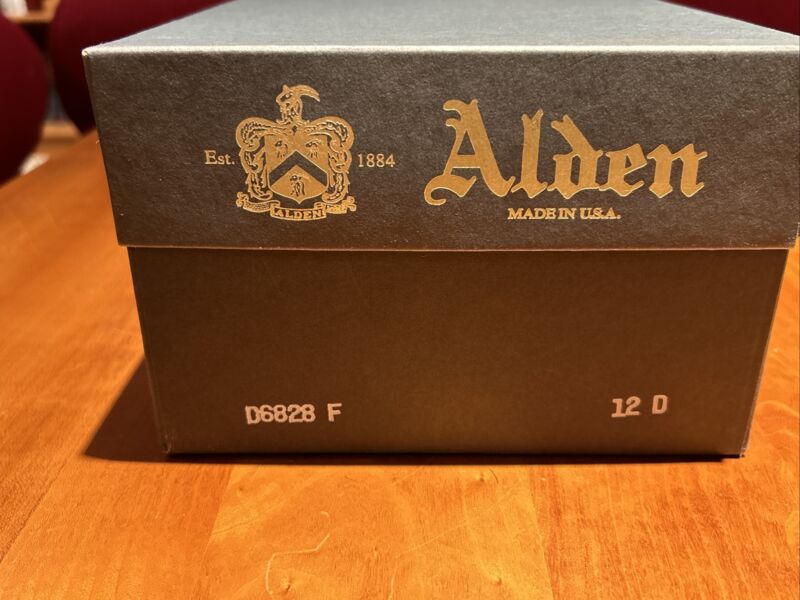 Est. 1884
ALDEN
Alden
MADE IN U.S.A.
D6828 F
12 D